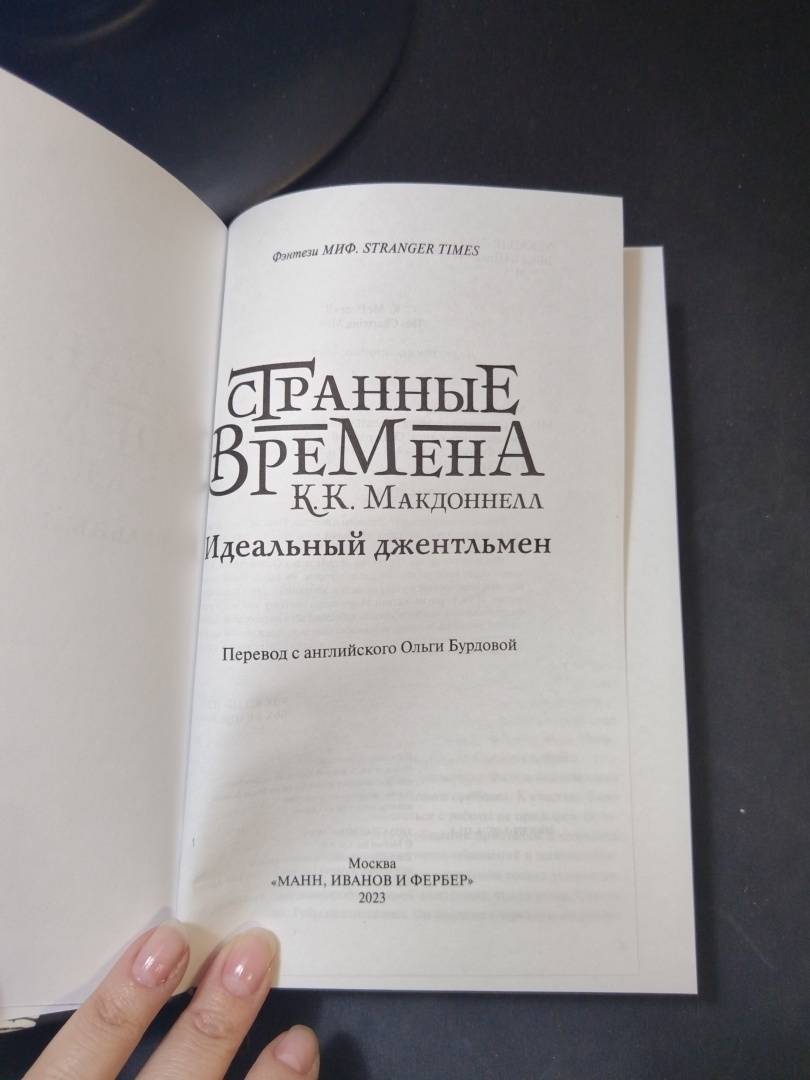 Фэнтези МИФ. STRANGER TIMES
СТРАННЫЕ
ВРЕМЕНА
К.К. МАКДОННЕЛЛ
Идеальный джентльмен
Перевод с английского Ольги Бурдовой
Москва
«МАНН, ИВАНОВ И ФЕРБЕР»
2023